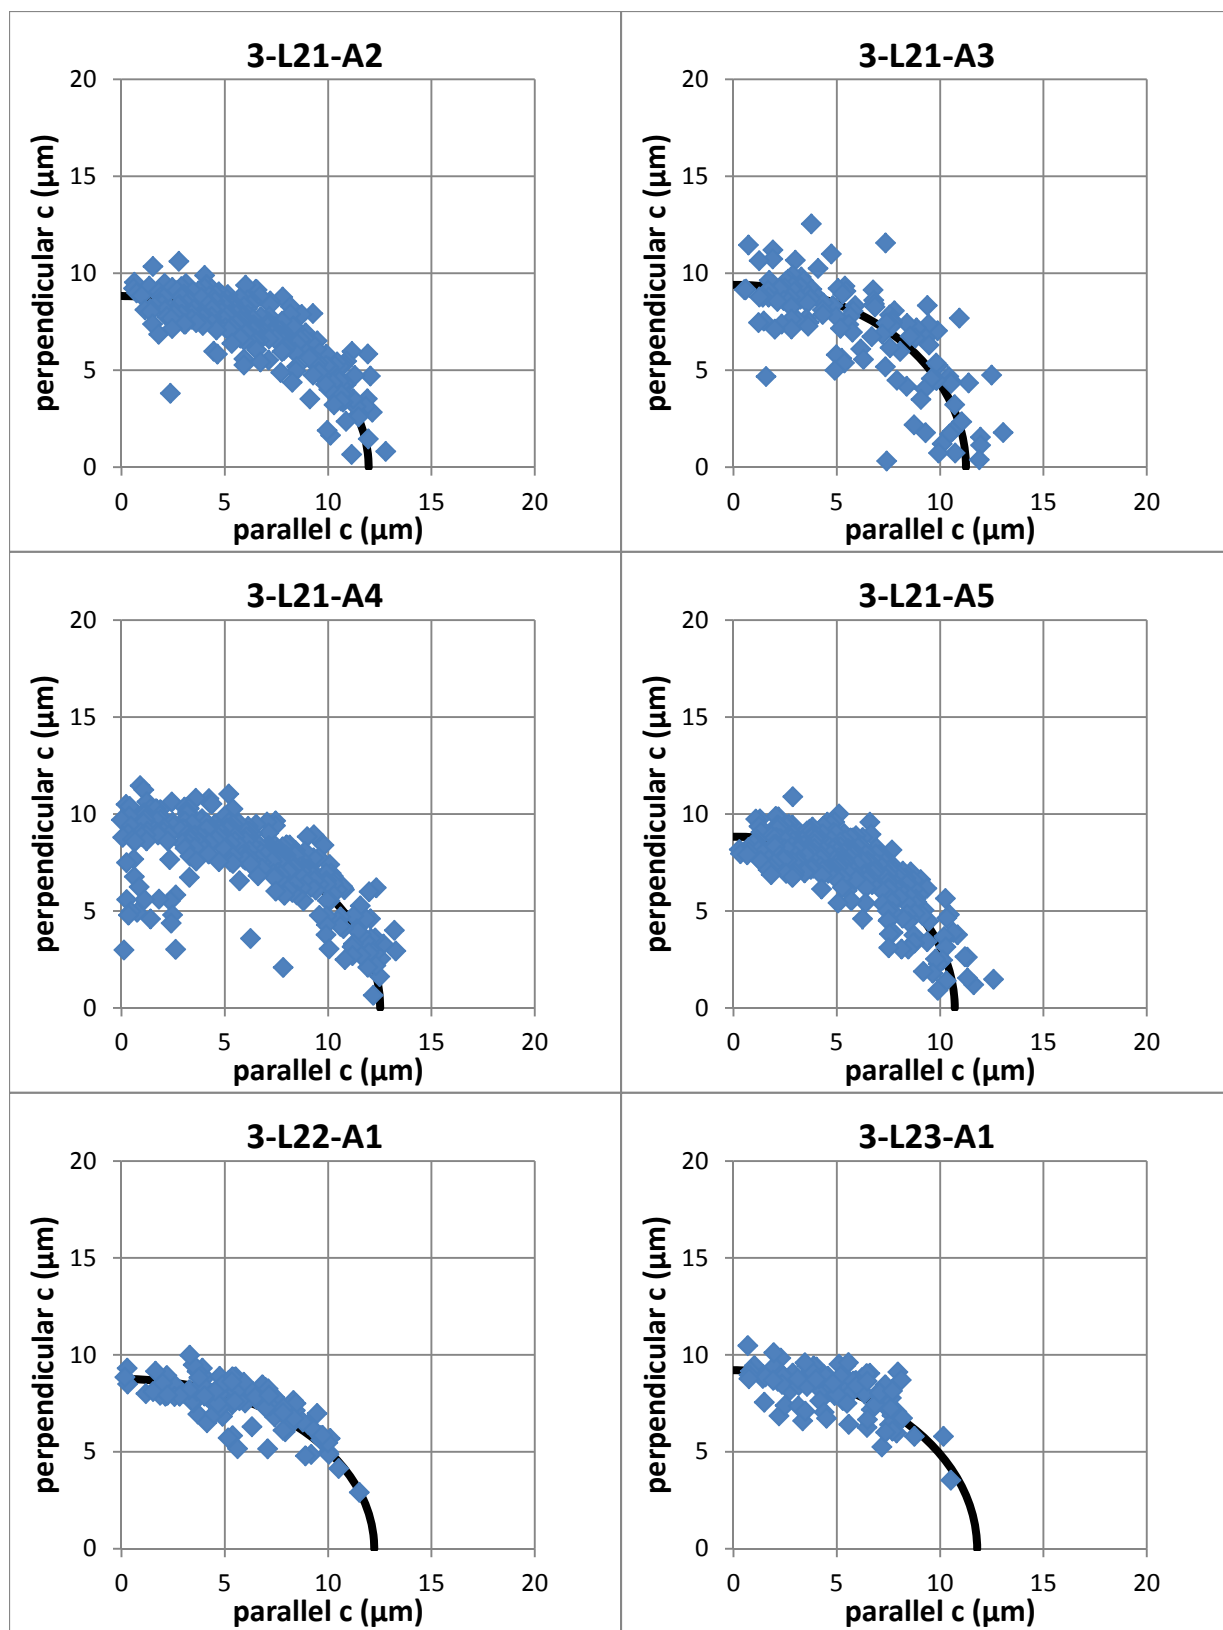 3-L21-A2
20
15
10
5
0
perpendicular c (μm)
0 5 10 15 20
parallel c (μm)
3-L21-A3
20
15
10
5
0
perpendicular c (μm)
0 5 10 15 20
parallel c (μm)
3-L21-A4
20
15
10
5
0
perpendicular c (μm)
0 5 10 15 20
parallel c (μm)
3-L21-A5
20
15
10
5
0
perpendicular c (μm)
0 5 10 15 20
parallel c (μm)
3-L22-A1
20
15
10
5
0
perpendicular c (μm)
0 5 10 15 20
parallel c (μm)
3-L23-A1
20
15
10
5
0
perpendicular c (μm)
0 5 10 15 20
parallel c (μm)